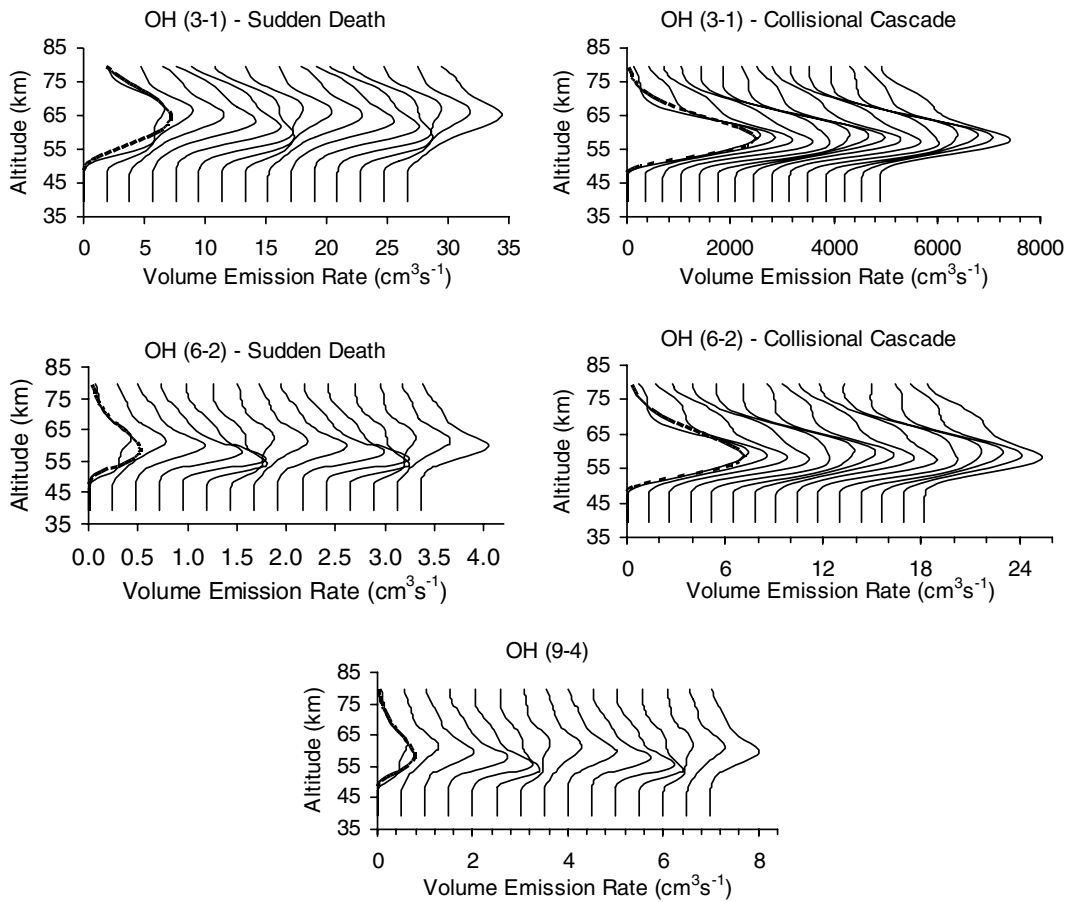 OH (3-1) - Sudden Death
85
75
65
55
45
35
Altitude (km)
0 5 10 15 20 25 30 35
Volume Emission Rate (cm³s⁻¹)
OH (3-1) - Collisional Cascade
85
75
65
55
45
35
Altitude (km)
0 2000 4000 6000 8000
Volume Emission Rate (cm³s⁻¹)
OH (6-2) - Sudden Death
85
75
65
55
45
35
Altitude (km)
0.0 0.5 1.0 1.5 2.0 2.5 3.0 3.5 4.0
Volume Emission Rate (cm³s⁻¹)
OH (6-2) - Collisional Cascade
85
75
65
55
45
35
Altitude (km)
0 6 12 18 24
Volume Emission Rate (cm³s⁻¹)
OH (9-4)
85
75
65
55
45
35
Altitude (km)
0 2 4 6 8
Volume Emission Rate (cm³s⁻¹)